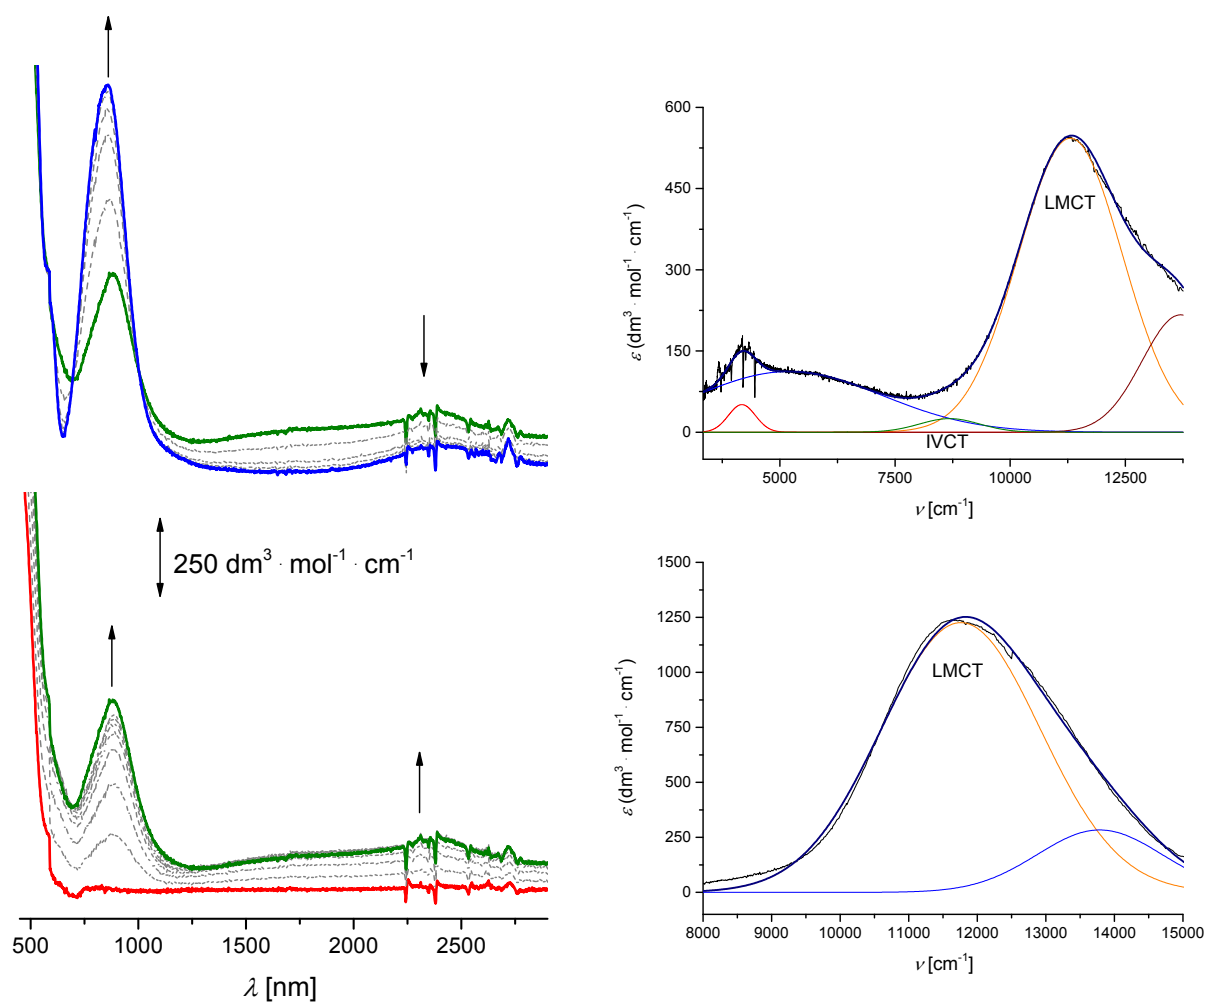 250 dm³ · mol⁻¹ · cm⁻¹
500 1000 1500 2000 2500
λ [nm]
600
450
300
150
0
ε (dm³ · mol⁻¹ · cm⁻¹)
LMCT
IVCT
5000 7500 10000 12500
ν [cm⁻¹]
1500
1250
1000
750
500
250
0
ε (dm³ · mol⁻¹ · cm⁻¹)
LMCT
8000 9000 10000 11000 12000 13000 14000 15000
ν [cm⁻¹]